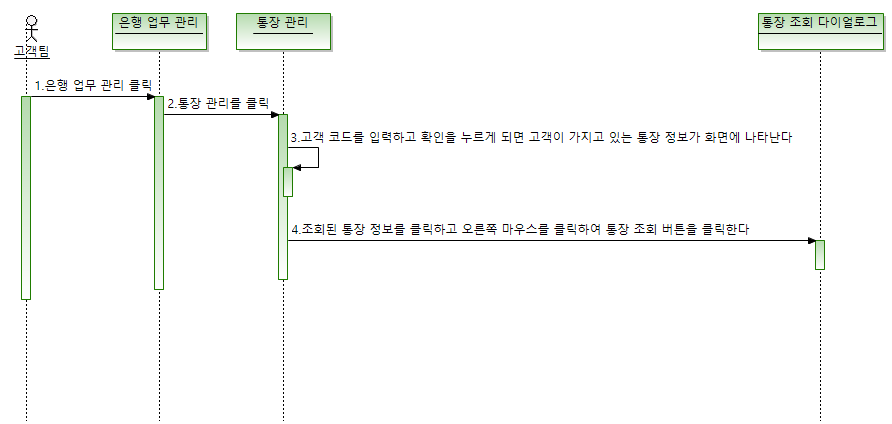 은행 업무 관리
통장 관리
통장 조회 다이얼로그
고객팀
1.은행 업무 관리 클릭
2.통장 관리를 클릭
3.고객 코드를 입력하고 확인을 누르게 되면 고객이 가지고 있는 통장 정보가 화면에 나타난다
4.조회된 통장 정보를 클릭하고 오른쪽 마우스를 클릭하여 통장 조회 버튼을 클릭한다